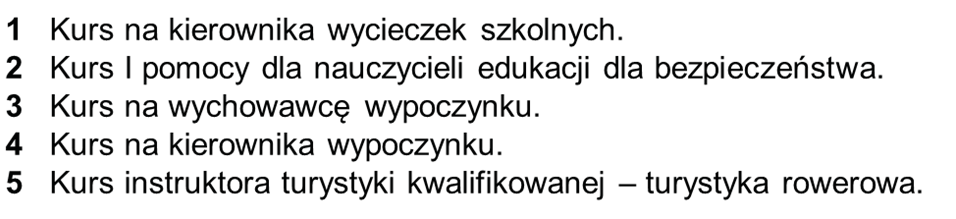 1 Kurs na kierownika wycieczek szkolnych.
2 Kurs I pomocy dla nauczycieli edukacji dla bezpieczeństwa.
3 Kurs na wychowawcę wypoczynku.
4 Kurs na kierownika wypoczynku.
5 Kurs instruktora turystyki kwalifikowanej – turystyka rowerowa.